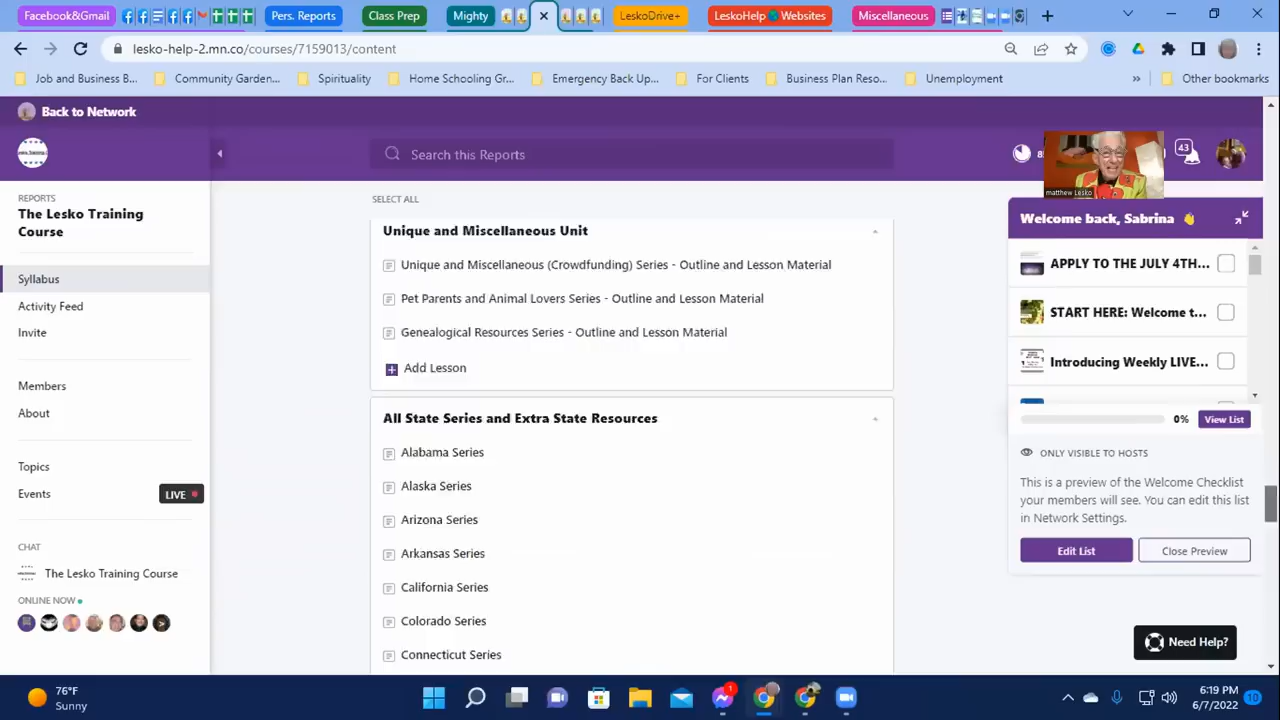 Facebook&Gmail
Pers. Reports
Class Prep
Mighty
LeskoDrive+
LeskoHelp Websites
Miscellaneous
lesko-help-2.mn.co/courses/7159013/content
Job and Business B...
Community Garden...
Spirituality
Home Schooling Gr...
Emergency Back Up...
For Clients
Business Plan Reso...
Unemployment
»
Other bookmarks
Back to Network
Search this Reports
43
matthew Lesko
REPORTS
The Lesko Training
Course
Syllabus
Activity Feed
Invite
Members
About
Topics
Events
LIVE
CHAT
The Lesko Training Course
ONLINE NOW
SELECT ALL
Unique and Miscellaneous Unit
Unique and Miscellaneous (Crowdfunding) Series - Outline and Lesson Material
Pet Parents and Animal Lovers Series - Outline and Lesson Material
Genealogical Resources Series - Outline and Lesson Material
Add Lesson
All State Series and Extra State Resources
Alabama Series
Alaska Series
Arizona Series
Arkansas Series
California Series
Colorado Series
Connecticut Series
Welcome back, Sabrina 👋
APPLY TO THE JULY 4TH...
START HERE: Welcome t...
Introducing Weekly LIVE...
0%
View List
ONLY VISIBLE TO HOSTS
This is a preview of the Welcome Checklist
your members will see. You can edit this list
in Network Settings.
Edit List
Close Preview
Need Help?
76°F
Sunny
1
6:19 PM
6/7/2022
10